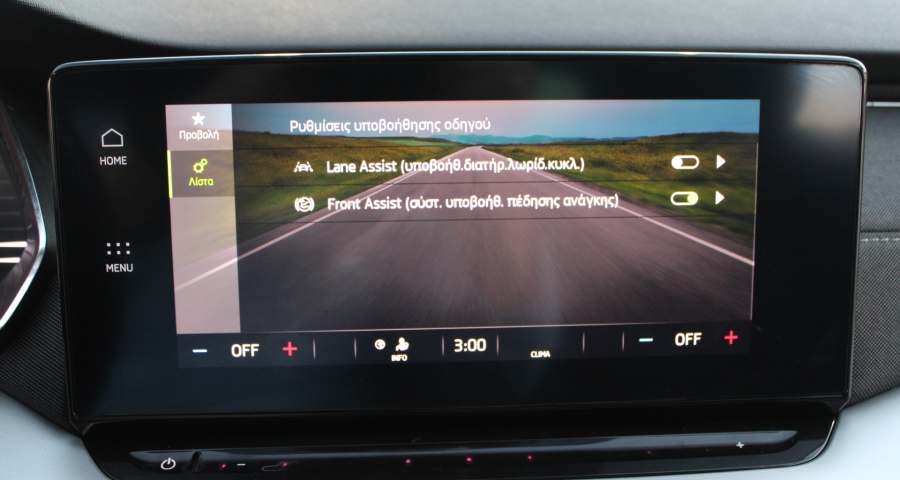 HOME
MENU
Προβολή
Λίστα
Ρυθμίσεις υποβοήθησης οδηγού
Lane Assist (υποβοήθ.διατήρ.λωρίδ.κυκλ.)
Front Assist (σύστ. υποβοήθ. πέδησης ανάγκης)
− OFF +
INFO
3:00
CLIMA
− OFF +